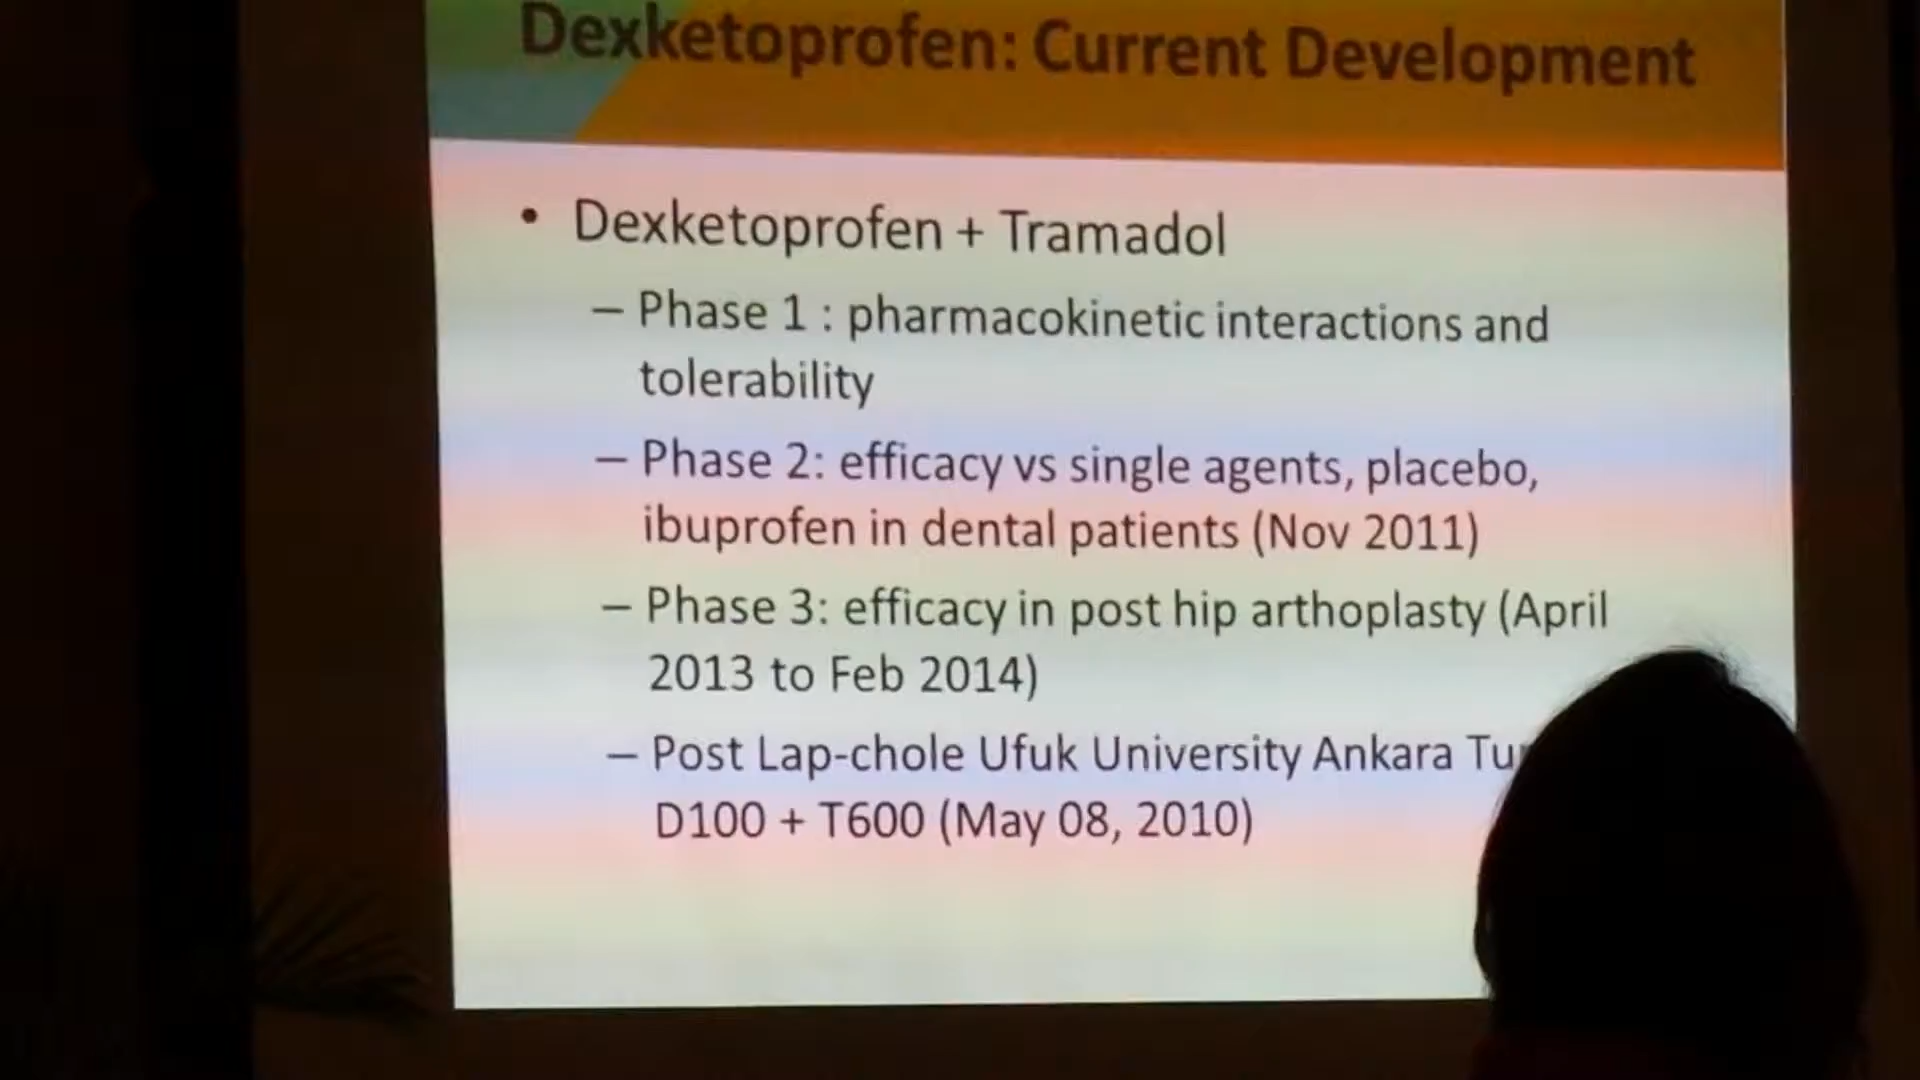 Dexketoprofen: Current Development
• Dexketoprofen + Tramadol
– Phase 1 : pharmacokinetic interactions and
tolerability
– Phase 2: efficacy vs single agents, placebo,
ibuprofen in dental patients (Nov 2011)
– Phase 3: efficacy in post hip arthoplasty (April
2013 to Feb 2014)
– Post Lap-chole Ufuk University Ankara
D100 + T600 (May 08, 2010)